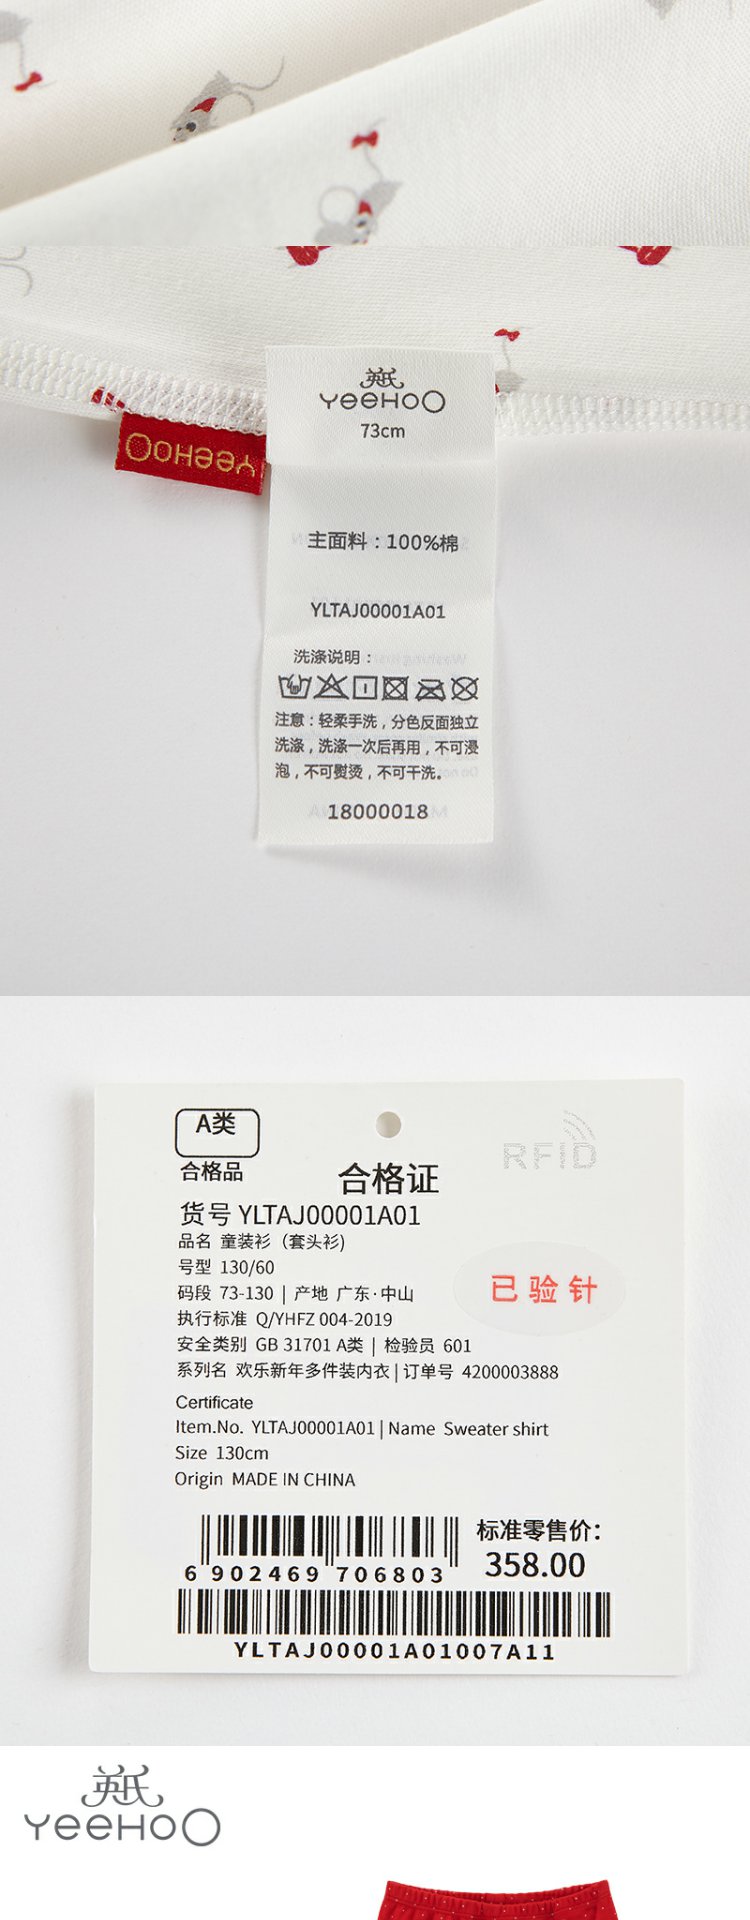 英氏
YeeHoO
73cm
YeeHoO
主面料：100%棉
YLTAJ00001A01
洗涤说明：
注意：轻柔手洗，分色反面独立
洗涤，洗涤一次后再用，不可浸
泡，不可熨烫，不可干洗。
18000018
A类
合格品
合格证
RFID
货号 YLTAJ00001A01
品名 童装衫（套头衫)
号型 130/60
码段 73-130 | 产地 广东·中山
已验针
执行标准 Q/YHFZ 004-2019
安全类别 GB 31701 A类 | 检验员 601
系列名 欢乐新年多件装内衣 | 订单号 4200003888
Certificate
Item.No. YLTAJ00001A01 | Name Sweater shirt
Size 130cm
Origin MADE IN CHINA
标准零售价：
358.00
6 902469 706803
YLTAJ00001A01007A11
英氏
YeeHoO